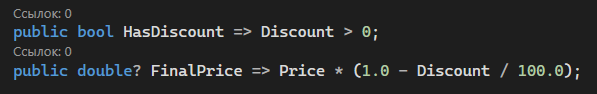 Ссылок: 0
public bool HasDiscount => Discount > 0;
Ссылок: 0
public double? FinalPrice => Price * (1.0 - Discount / 100.0);